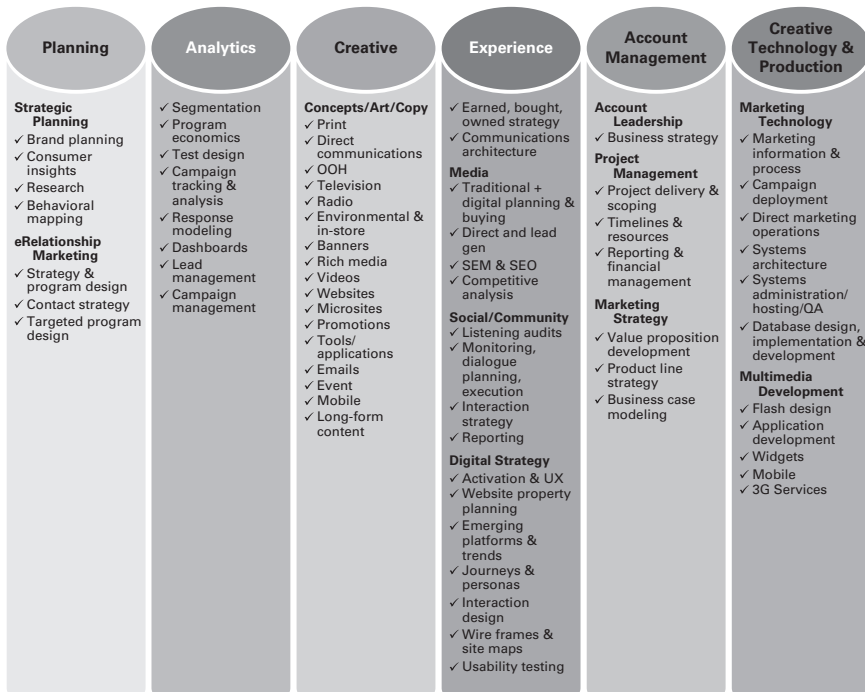 Planning
Strategic
Planning
✓ Brand planning
✓ Consumer
insights
✓ Research
✓ Behavioral
mapping
eRelationship
Marketing
✓ Strategy &
program design
✓ Contact strategy
✓ Targeted program
design
Analytics
✓ Segmentation
✓ Program
economics
✓ Test design
✓ Campaign
tracking &
analysis
✓ Response
modeling
✓ Dashboards
✓ Lead
management
✓ Campaign
management
Creative
Concepts/Art/Copy
✓ Print
✓ Direct
communications
✓ OOH
✓ Television
✓ Radio
✓ Environmental &
in-store
✓ Banners
✓ Rich media
✓ Videos
✓ Websites
✓ Microsites
✓ Promotions
✓ Tools/
applications
✓ Emails
✓ Event
✓ Mobile
✓ Long-form
content
Experience
✓ Earned, bought,
owned strategy
✓ Communications
architecture
Media
✓ Traditional +
digital planning &
buying
✓ Direct and lead
gen
✓ SEM & SEO
✓ Competitive
analysis
Social/Community
✓ Listening audits
✓ Monitoring,
dialogue
planning,
execution
✓ Interaction
strategy
✓ Reporting
Digital Strategy
✓ Activation & UX
✓ Website property
planning
✓ Emerging
platforms &
trends
✓ Journeys &
personas
✓ Interaction
design
✓ Wire frames &
site maps
✓ Usability testing
Account
Management
Account
Leadership
✓ Business strategy
Project
Management
✓ Project delivery &
scoping
✓ Timelines &
resources
✓ Reporting &
financial
management
Marketing
Strategy
✓ Value proposition
development
✓ Product line
strategy
✓ Business case
modeling
Creative
Technology &
Production
Marketing
Technology
✓ Marketing
information &
process
✓ Campaign
deployment
✓ Direct marketing
operations
✓ Systems
architecture
✓ Systems
administration/
hosting/QA
✓ Database design,
implementation &
development
Multimedia
Development
✓ Flash design
✓ Application
development
✓ Widgets
✓ Mobile
✓ 3G Services